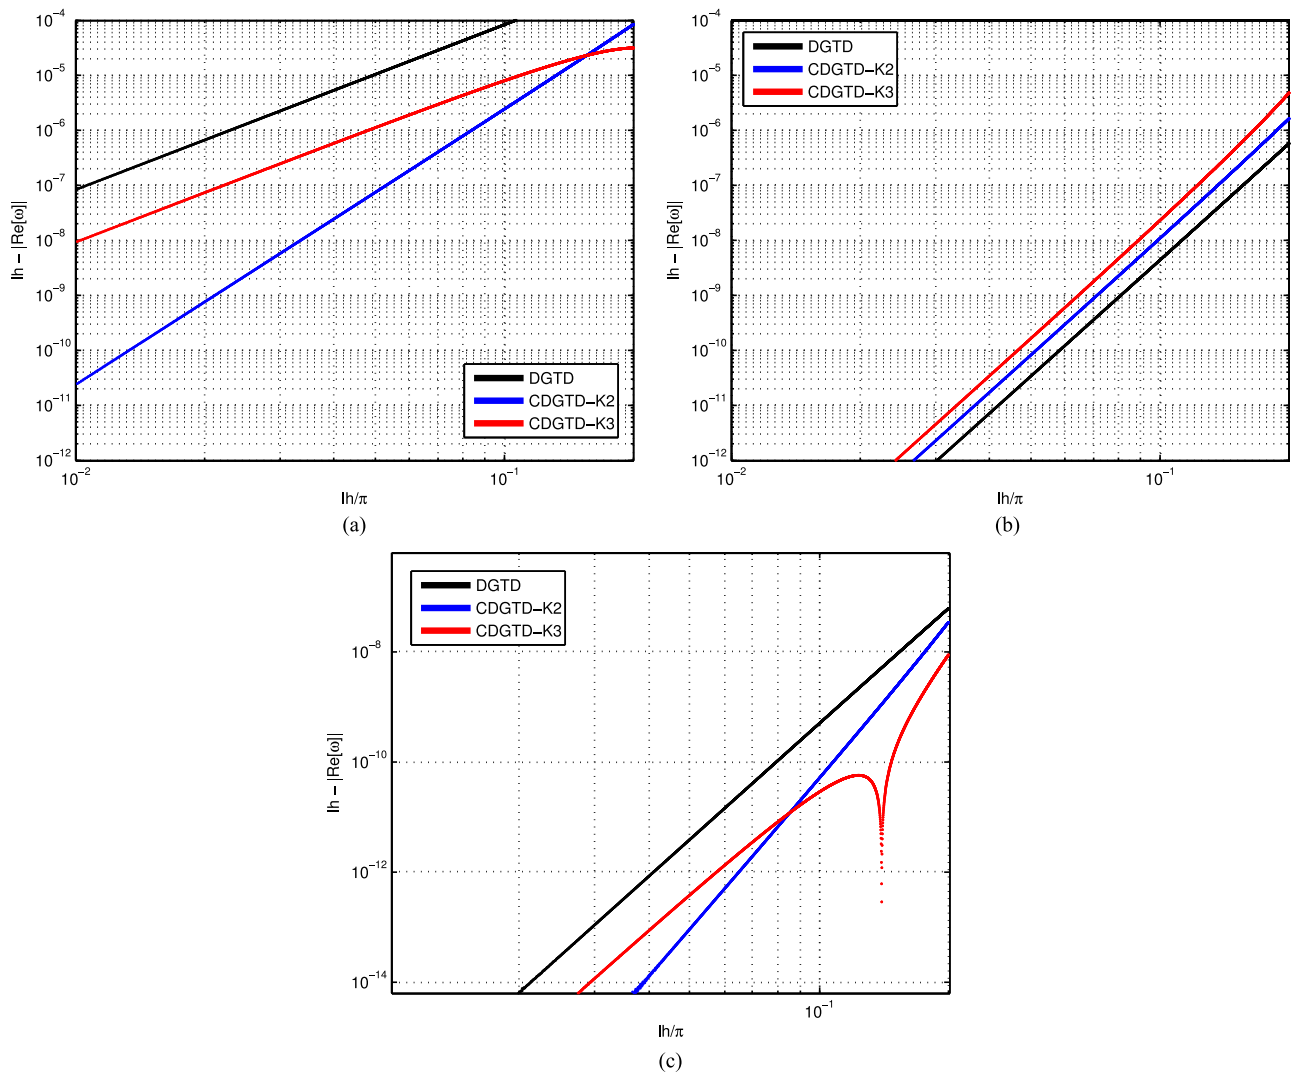 10⁻⁴
10⁻⁵
10⁻⁶
10⁻⁷
10⁻⁸
10⁻⁹
10⁻¹⁰
10⁻¹¹
10⁻¹²
lh − |Re[ω]|
DGTD
CDGTD−K2
CDGTD−K3
10⁻²
10⁻¹
lh/π
(a)
10⁻⁴
10⁻⁵
10⁻⁶
10⁻⁷
10⁻⁸
10⁻⁹
10⁻¹⁰
10⁻¹¹
10⁻¹²
lh − |Re[ω]|
DGTD
CDGTD−K2
CDGTD−K3
10⁻²
10⁻¹
lh/π
(b)
DGTD
CDGTD−K2
CDGTD−K3
10⁻⁸
10⁻¹⁰
10⁻¹²
10⁻¹⁴
lh − |Re[ω]|
10⁻¹
lh/π
(c)